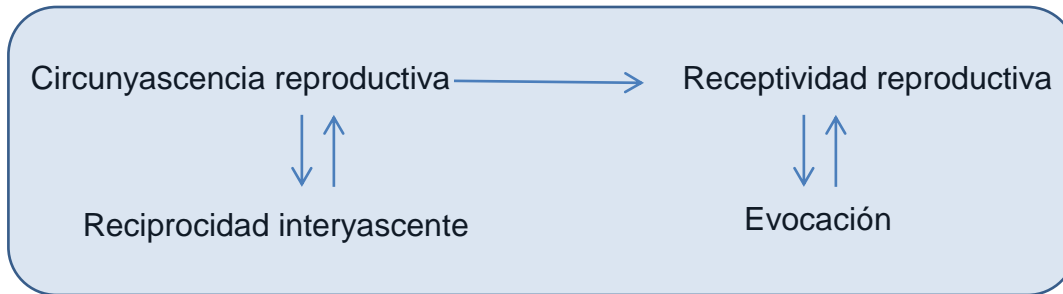 Circunyascencia reproductiva
Receptividad reproductiva
Reciprocidad interyascente
Evocación